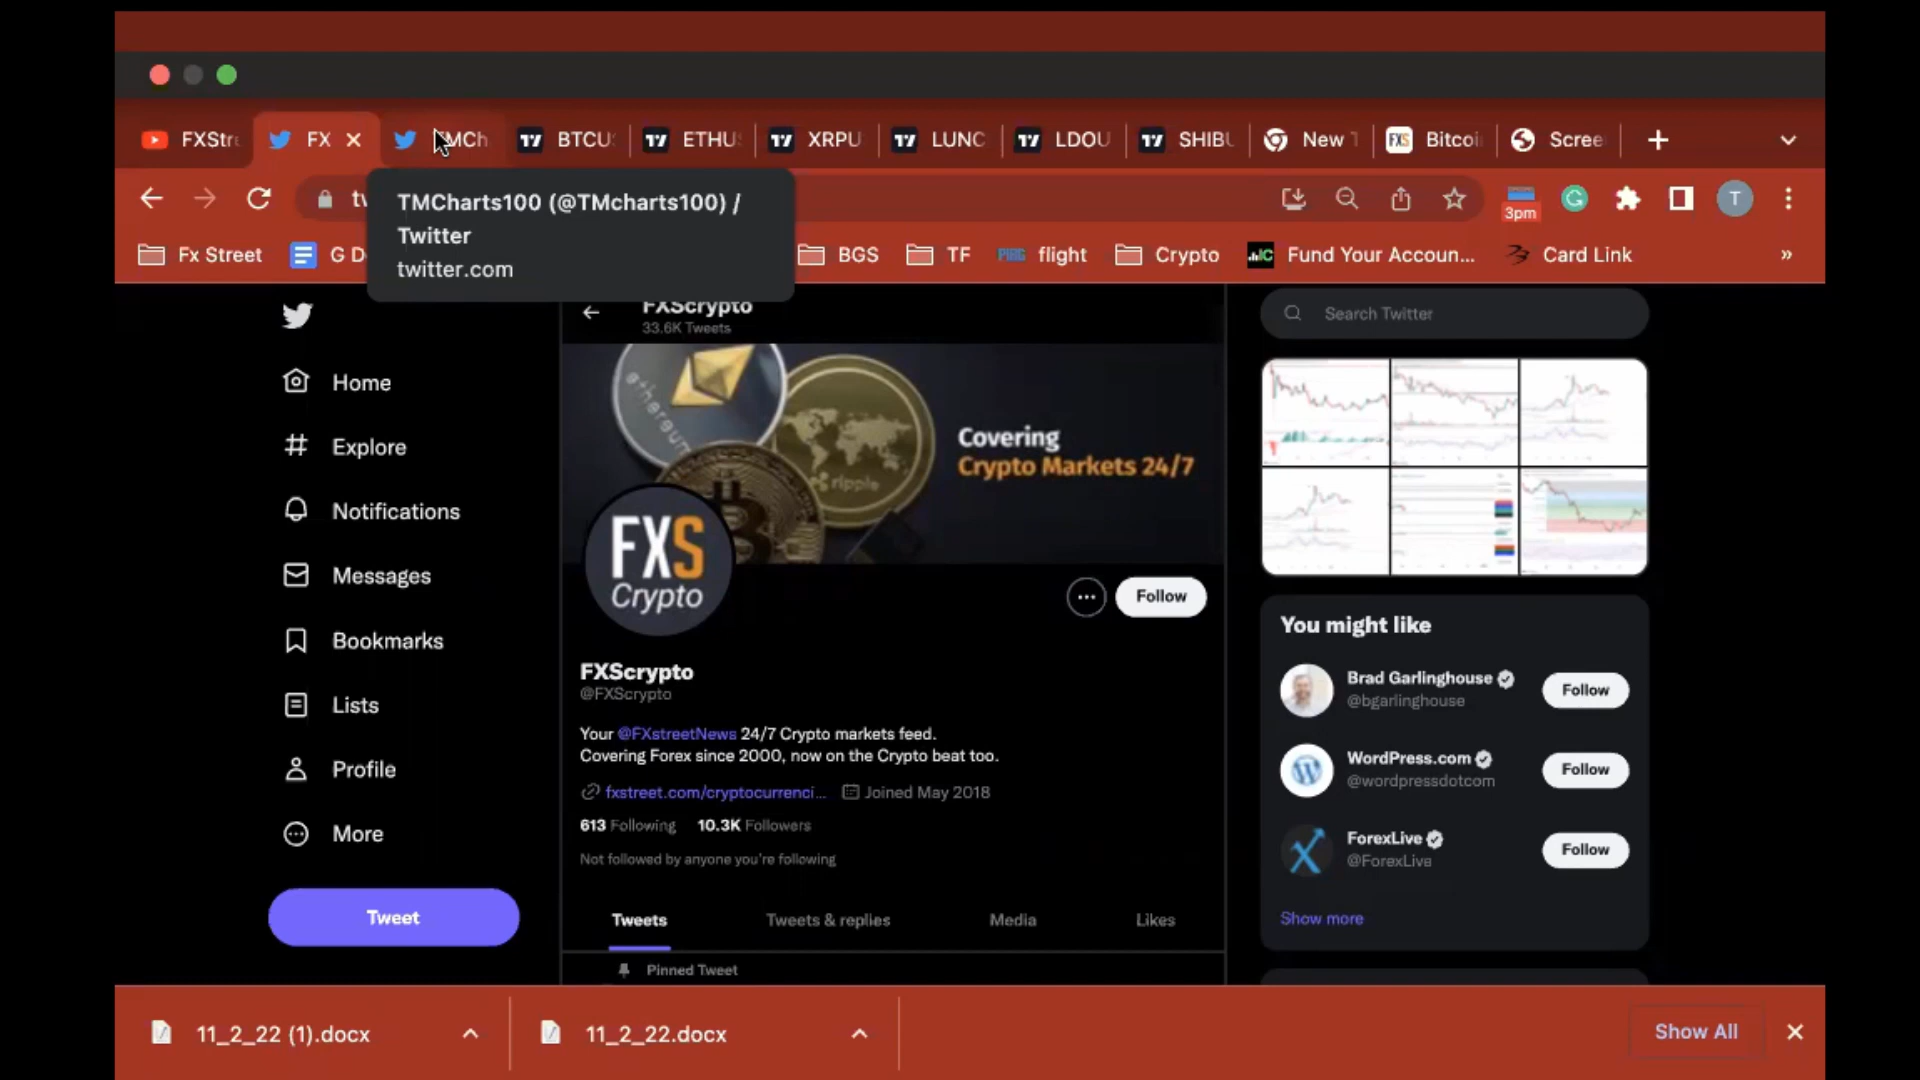 FXStr
FX
TMCh
BTCU
ETHU
XRPU
LUNC
LDOU
SHIBU
New T
FXS
Bitcoi
Scree
TMCharts100 (@TMcharts100) /
Twitter
twitter.com
tw
3pm
T
Fx Street
G D
BGS
TF
flight
Crypto
Fund Your Accoun...
Card Link
»
FXScrypto
33.6K Tweets
Search Twitter
Home
Explore
Notifications
Messages
Bookmarks
Lists
Profile
More
Tweet
ethereum
ripple
Covering
Crypto Markets 24/7
FXS
Crypto
Follow
FXScrypto
@FXScrypto
Your @FXstreetNews 24/7 Crypto markets feed.
Covering Forex since 2000, now on the Crypto beat too.
fxstreet.com/cryptocurrenci... Joined May 2018
613 Following 10.3K Followers
Not followed by anyone you're following
Tweets
Tweets & replies
Media
Likes
Pinned Tweet
You might like
Brad Garlinghouse
@bgarlinghouse
Follow
WordPress.com
@wordpressdotcom
Follow
ForexLive
@ForexLive
Follow
Show more
11_2_22 (1).docx
11_2_22.docx
Show All